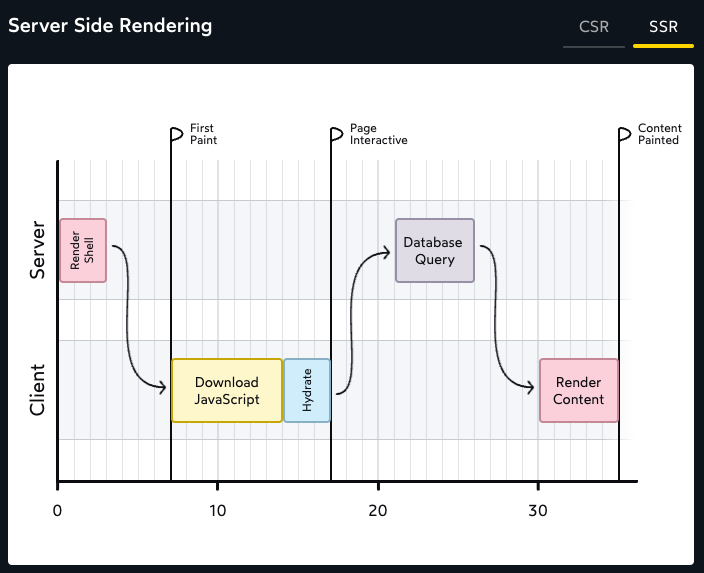 Server Side Rendering
CSR
SSR
First
Paint
Page
Interactive
Content
Painted
Server
Render
Shell
Database
Query
Client
Download
JavaScript
Hydrate
Render
Content
0
10
20
30